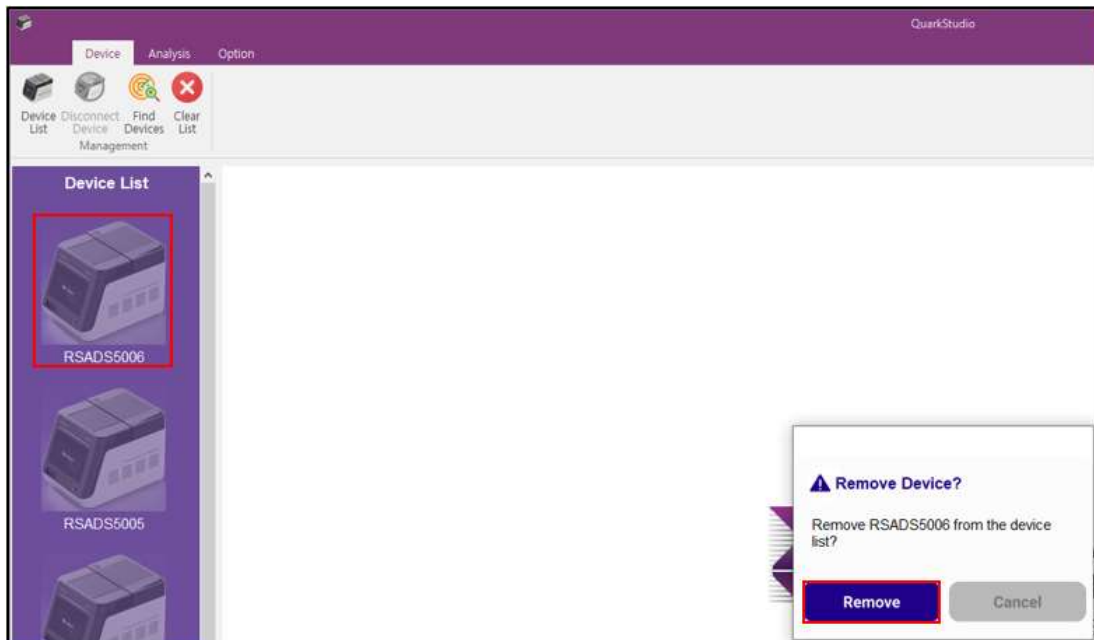 QuarkStudio
Device Analysis Option
Device List
Disconnect Device
Find Devices
Clear List
Management
Device List
RSADS5006
RSADS5005
Remove Device?
Remove RSADS5006 from the device
list?
Remove Cancel